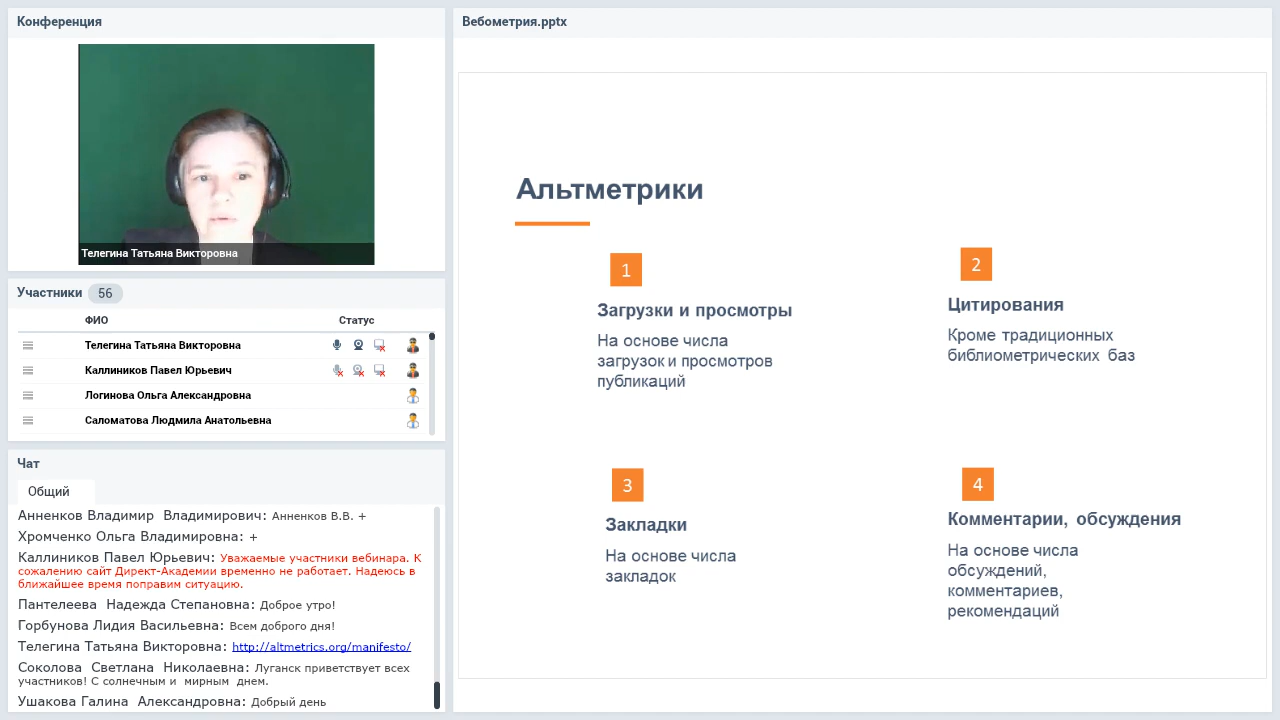 Конференция
Телегина Татьяна Викторовна
Участники 56
ФИО Статус
Телегина Татьяна Викторовна
Каллиников Павел Юрьевич
Логинова Ольга Александровна
Саломатова Людмила Анатольевна
Чат
Общий
Анненков Владимир Владимирович: Анненков В.В. +
Хромченко Ольга Владимировна: +
Каллиников Павел Юрьевич: Уважаемые участники вебинара. К
сожалению сайт Директ-Академии временно не работает. Надеюсь в
ближайшее время поправим ситуацию.
Пантелеева Надежда Степановна: Доброе утро!
Горбунова Лидия Васильевна: Всем доброго дня!
Телегина Татьяна Викторовна: http://altmetrics.org/manifesto/
Соколова Светлана Николаевна: Луганск приветствует всех
участников! С солнечным и мирным днем.
Ушакова Галина Александровна: Добрый день
Вебометрия.pptx
Альтметрики
1
Загрузки и просмотры
На основе числа
загрузок и просмотров
публикаций
2
Цитирования
Кроме традиционных
библиометрических баз
3
Закладки
На основе числа
закладок
4
Комментарии, обсуждения
На основе числа
обсуждений,
комментариев,
рекомендаций